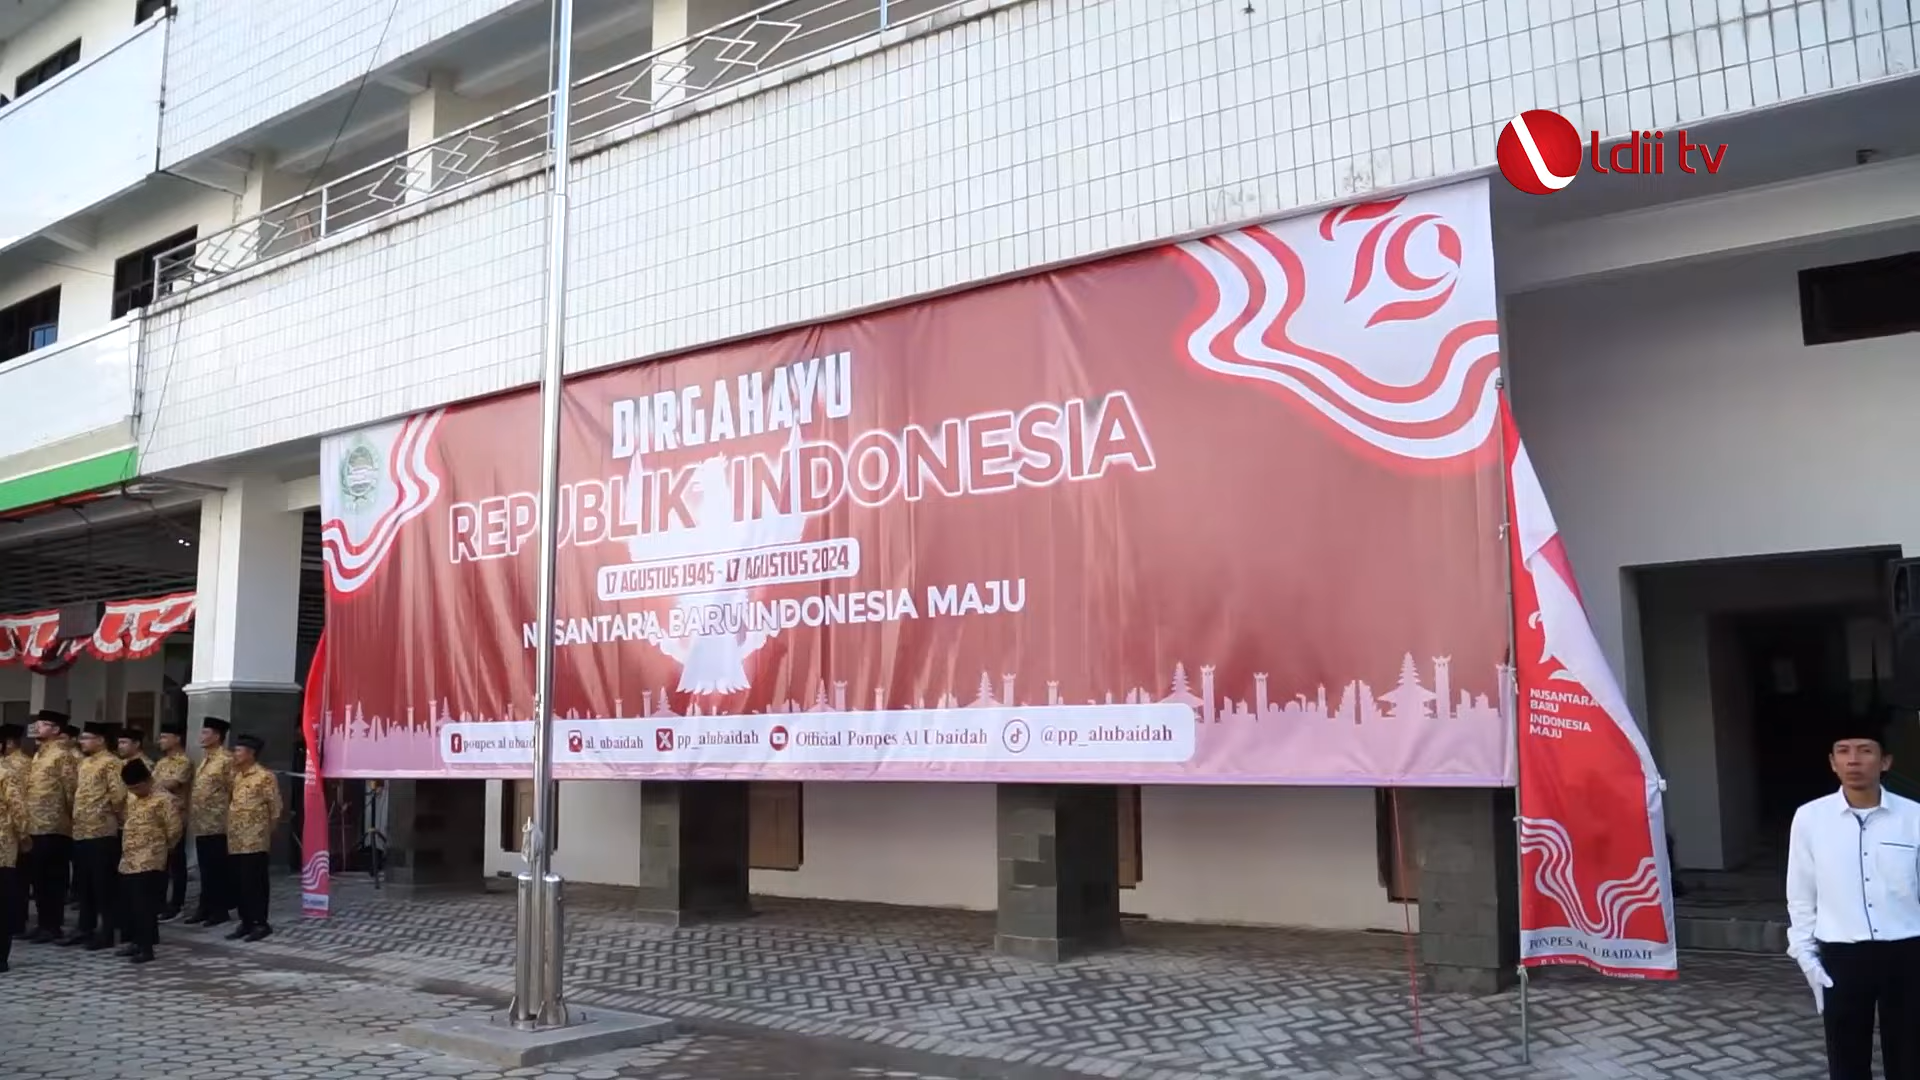 ldii tv
79
DIRGAHAYU
REPUBLIK INDONESIA
17 AGUSTUS 1945 - 17 AGUSTUS 2024
NUSANTARA BARU INDONESIA MAJU
ponpes al ubaid
al_ubaidah
pp_alubaidah
Official Ponpes Al Ubaidah
@pp_alubaidah
NUSANTARA
BARU
INDONESIA
MAJU
PONPES AL UBAIDAH